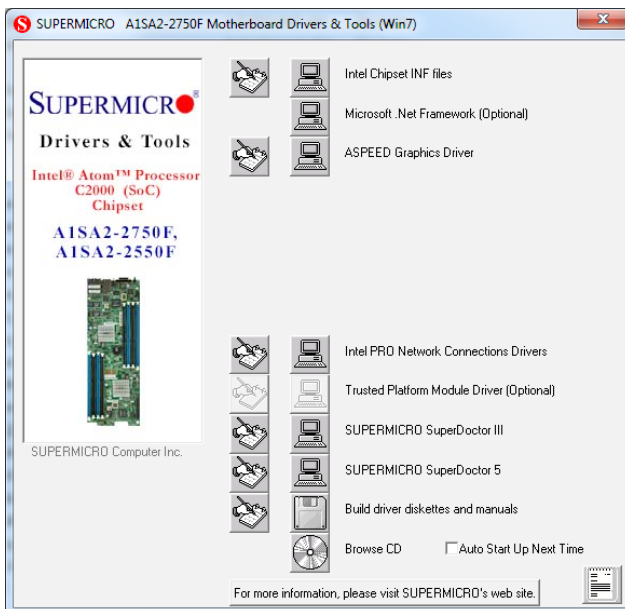 SUPERMICRO A1SA2-2750F Motherboard Drivers & Tools (Win7)
SUPERMICRO®
Drivers & Tools
Intel® Atom™ Processor
C2000 (SoC)
Chipset
A1SA2-2750F,
A1SA2-2550F
SUPERMICRO Computer Inc.
Intel Chipset INF files
Microsoft .Net Framework (Optional)
ASPEED Graphics Driver
Intel PRO Network Connections Drivers
Trusted Platform Module Driver (Optional)
SUPERMICRO SuperDoctor III
SUPERMICRO SuperDoctor 5
Build driver diskettes and manuals
Browse CD
Auto Start Up Next Time
For more information, please visit SUPERMICRO's web site.